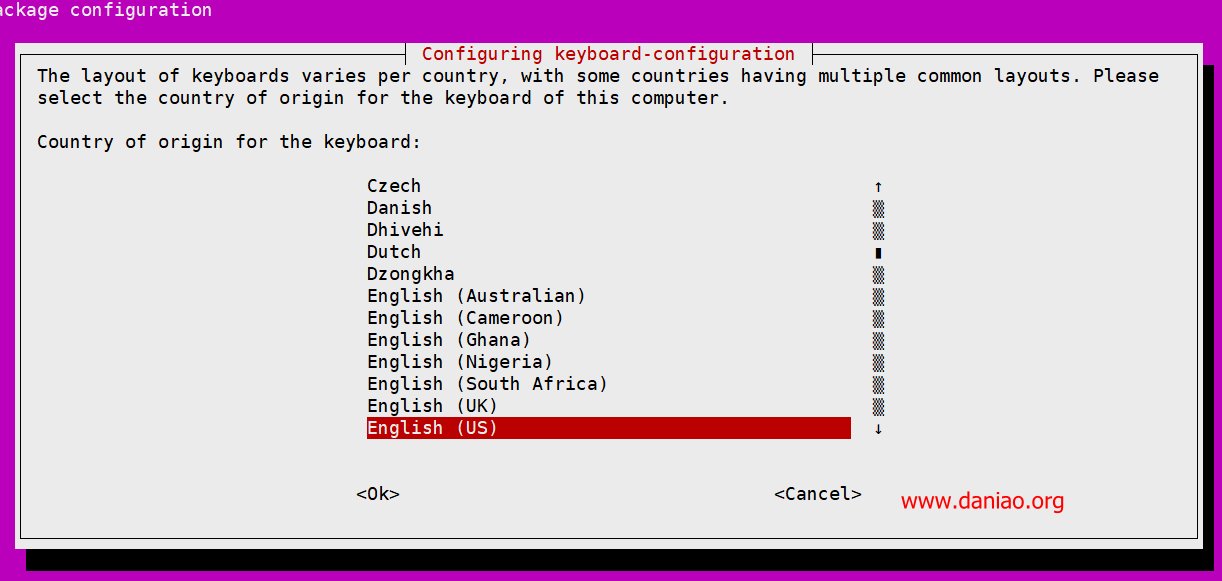 ackage configuration
Configuring keyboard-configuration
The layout of keyboards varies per country, with some countries having multiple common layouts. Please
select the country of origin for the keyboard of this computer.
Country of origin for the keyboard:
Czech
Danish
Dhivehi
Dutch
Dzongkha
English (Australian)
English (Cameroon)
English (Ghana)
English (Nigeria)
English (South Africa)
English (UK)
English (US)
<Ok> <Cancel>
www.daniao.org